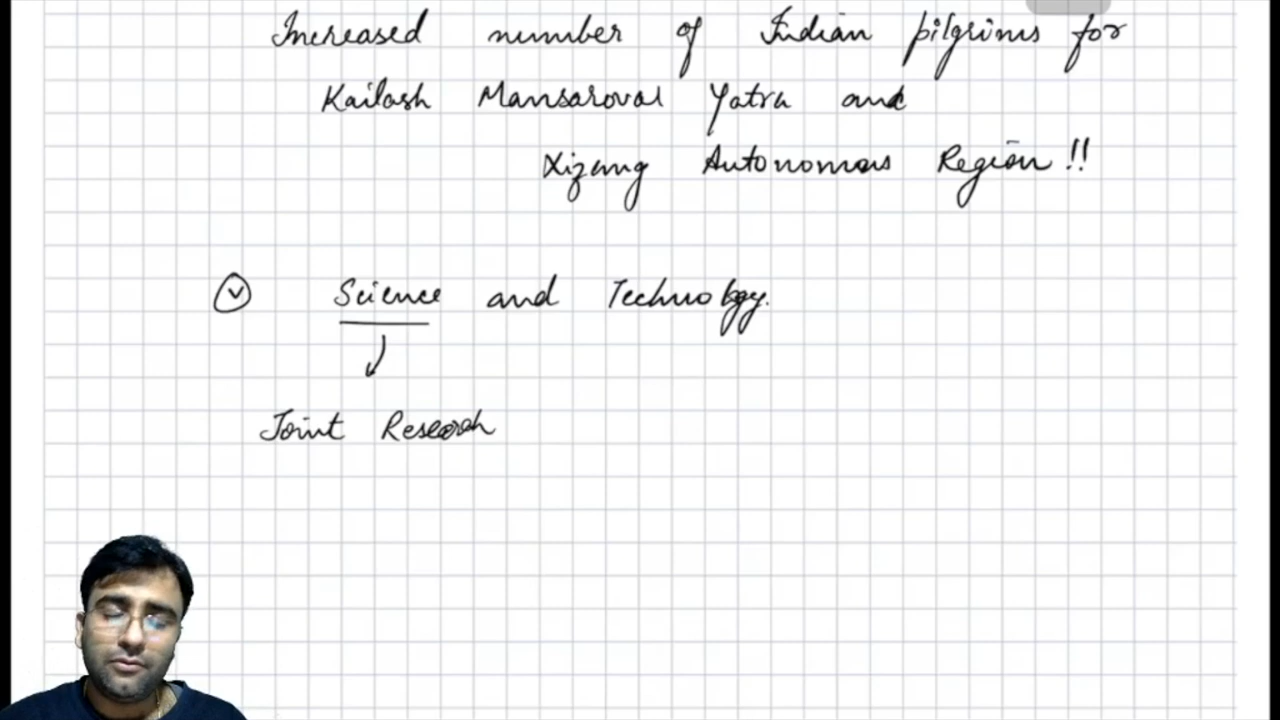 Increased number of Indian pilgrims for
Kailash Mansarovar Yatra and
Xizang Autonomous Region !!
v Science and Technology.
Joint Research